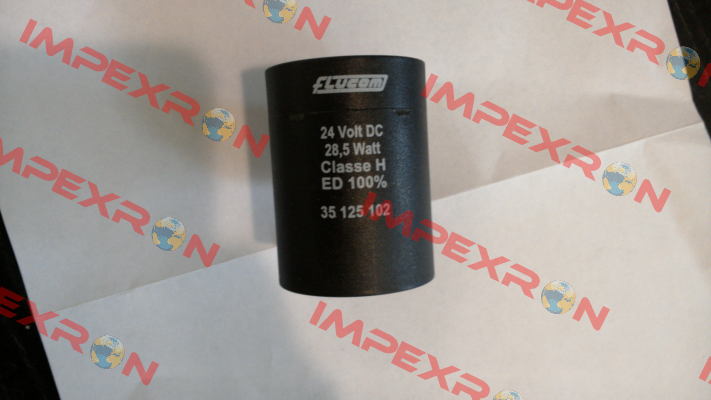 FLUCOM
24 Volt DC
28,5 Watt
Classe H
ED 100%
35 125 102
IMPEXRON
IMPEXRON
IMPEXRON
IMPEXRON
IMPEXRON
IMPEXRON
IMPEXRON